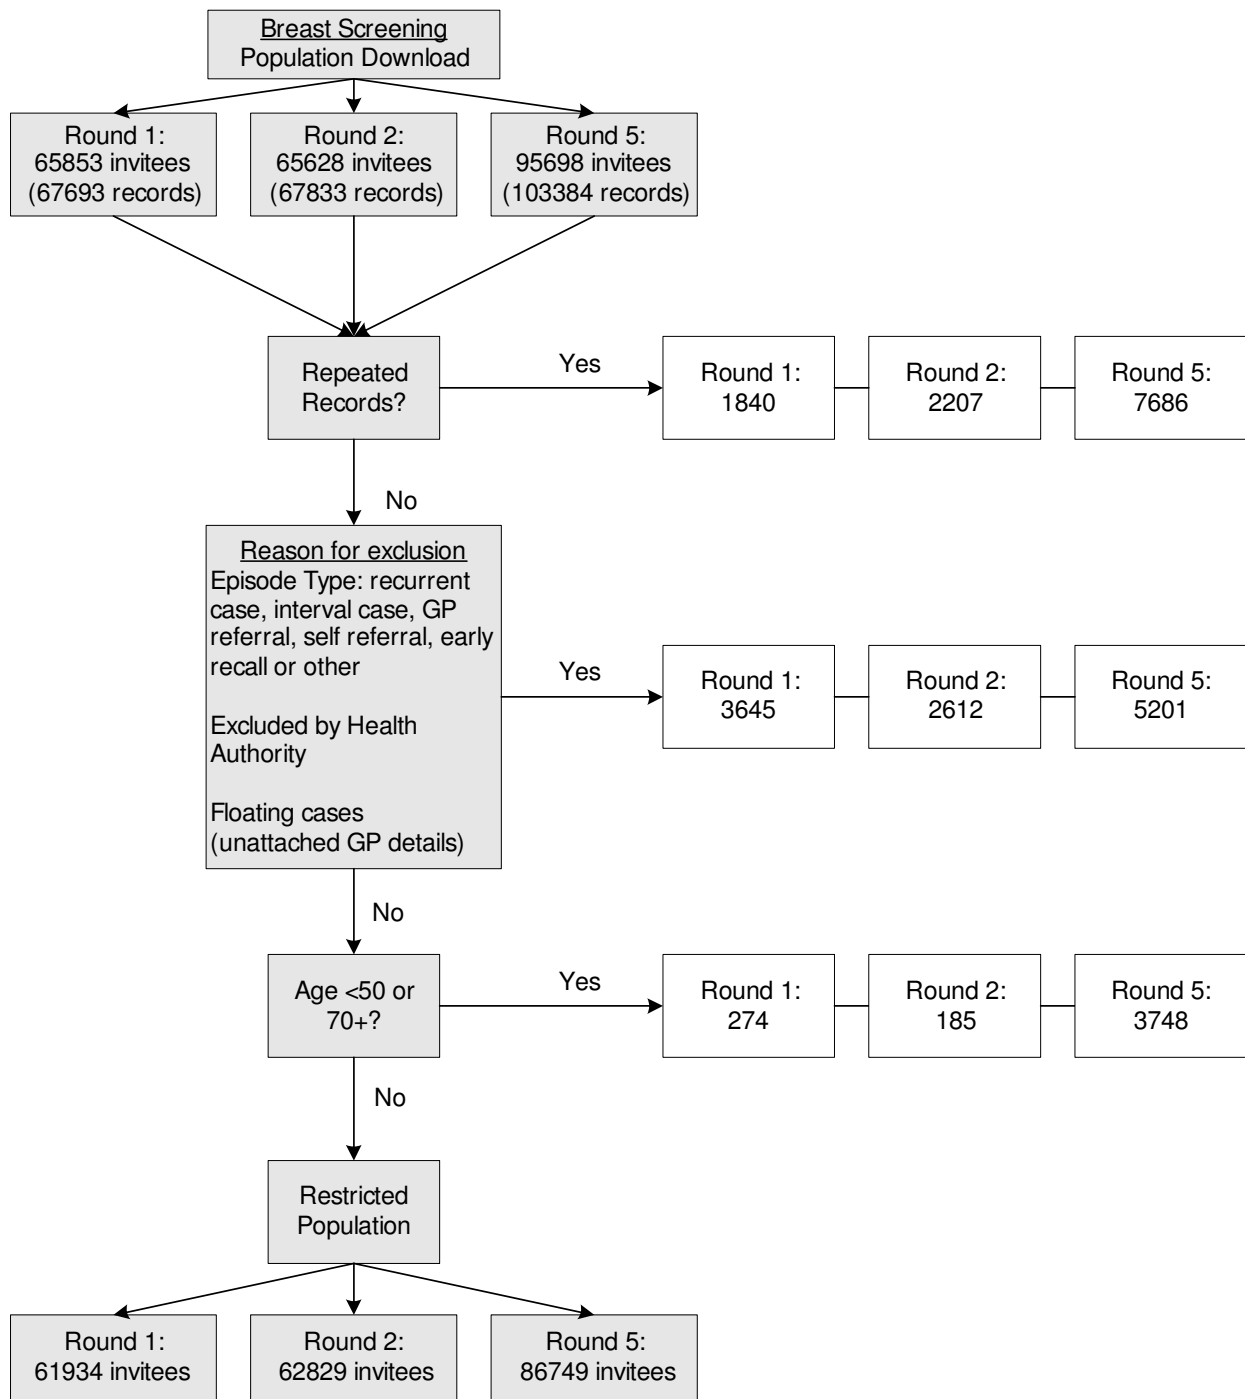 Breast Screening
Population Download
Round 1:
65853 invitees
(67693 records)
Round 2:
65628 invitees
(67833 records)
Round 5:
95698 invitees
(103384 records)
Repeated
Records?
Yes
Round 1:
1840
Round 2:
2207
Round 5:
7686
No
Reason for exclusion
Episode Type: recurrent
case, interval case, GP
referral, self referral, early
recall or other
Excluded by Health
Authority
Floating cases
(unattached GP details)
Yes
Round 1:
3645
Round 2:
2612
Round 5:
5201
No
Age <50 or
70+?
Yes
Round 1:
274
Round 2:
185
Round 5:
3748
No
Restricted
Population
Round 1:
61934 invitees
Round 2:
62829 invitees
Round 5:
86749 invitees